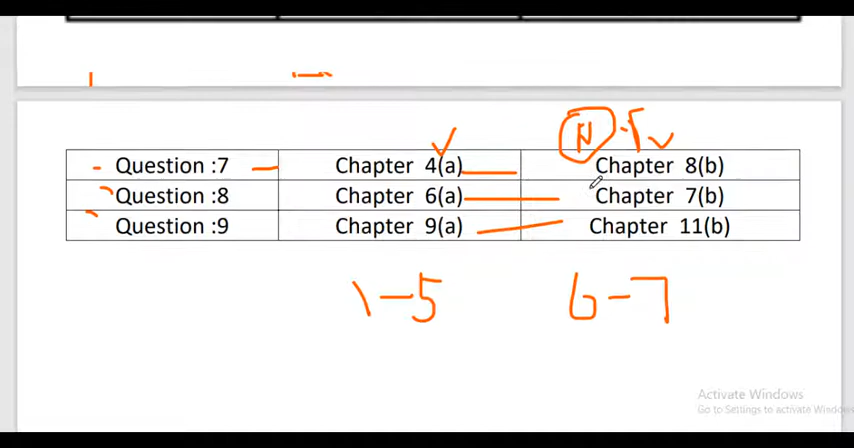 N
Question :7 Chapter 4(a) Chapter 8(b)
Question :8 Chapter 6(a) Chapter 7(b)
Question :9 Chapter 9(a) Chapter 11(b)
1-5 6-7
Activate Windows
Go to Settings to activate Windows